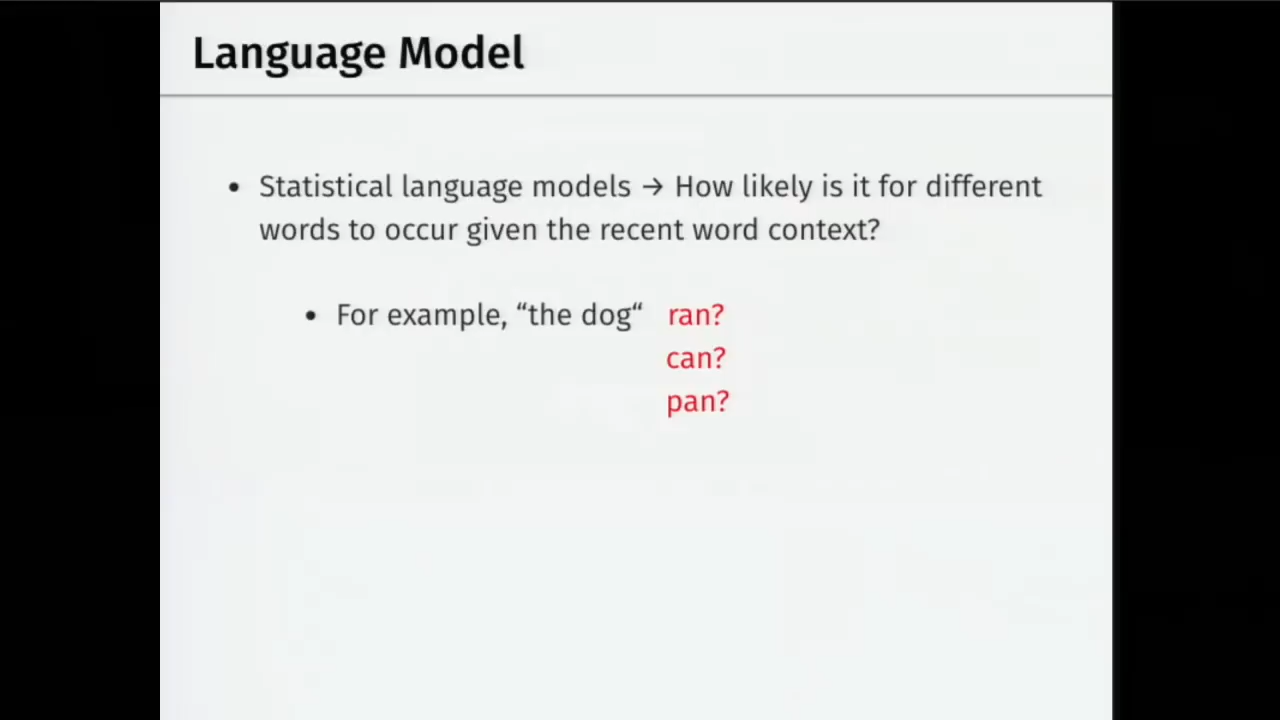 Language Model
• Statistical language models → How likely is it for different
words to occur given the recent word context?
• For example, “the dog“ ran?
can?
pan?